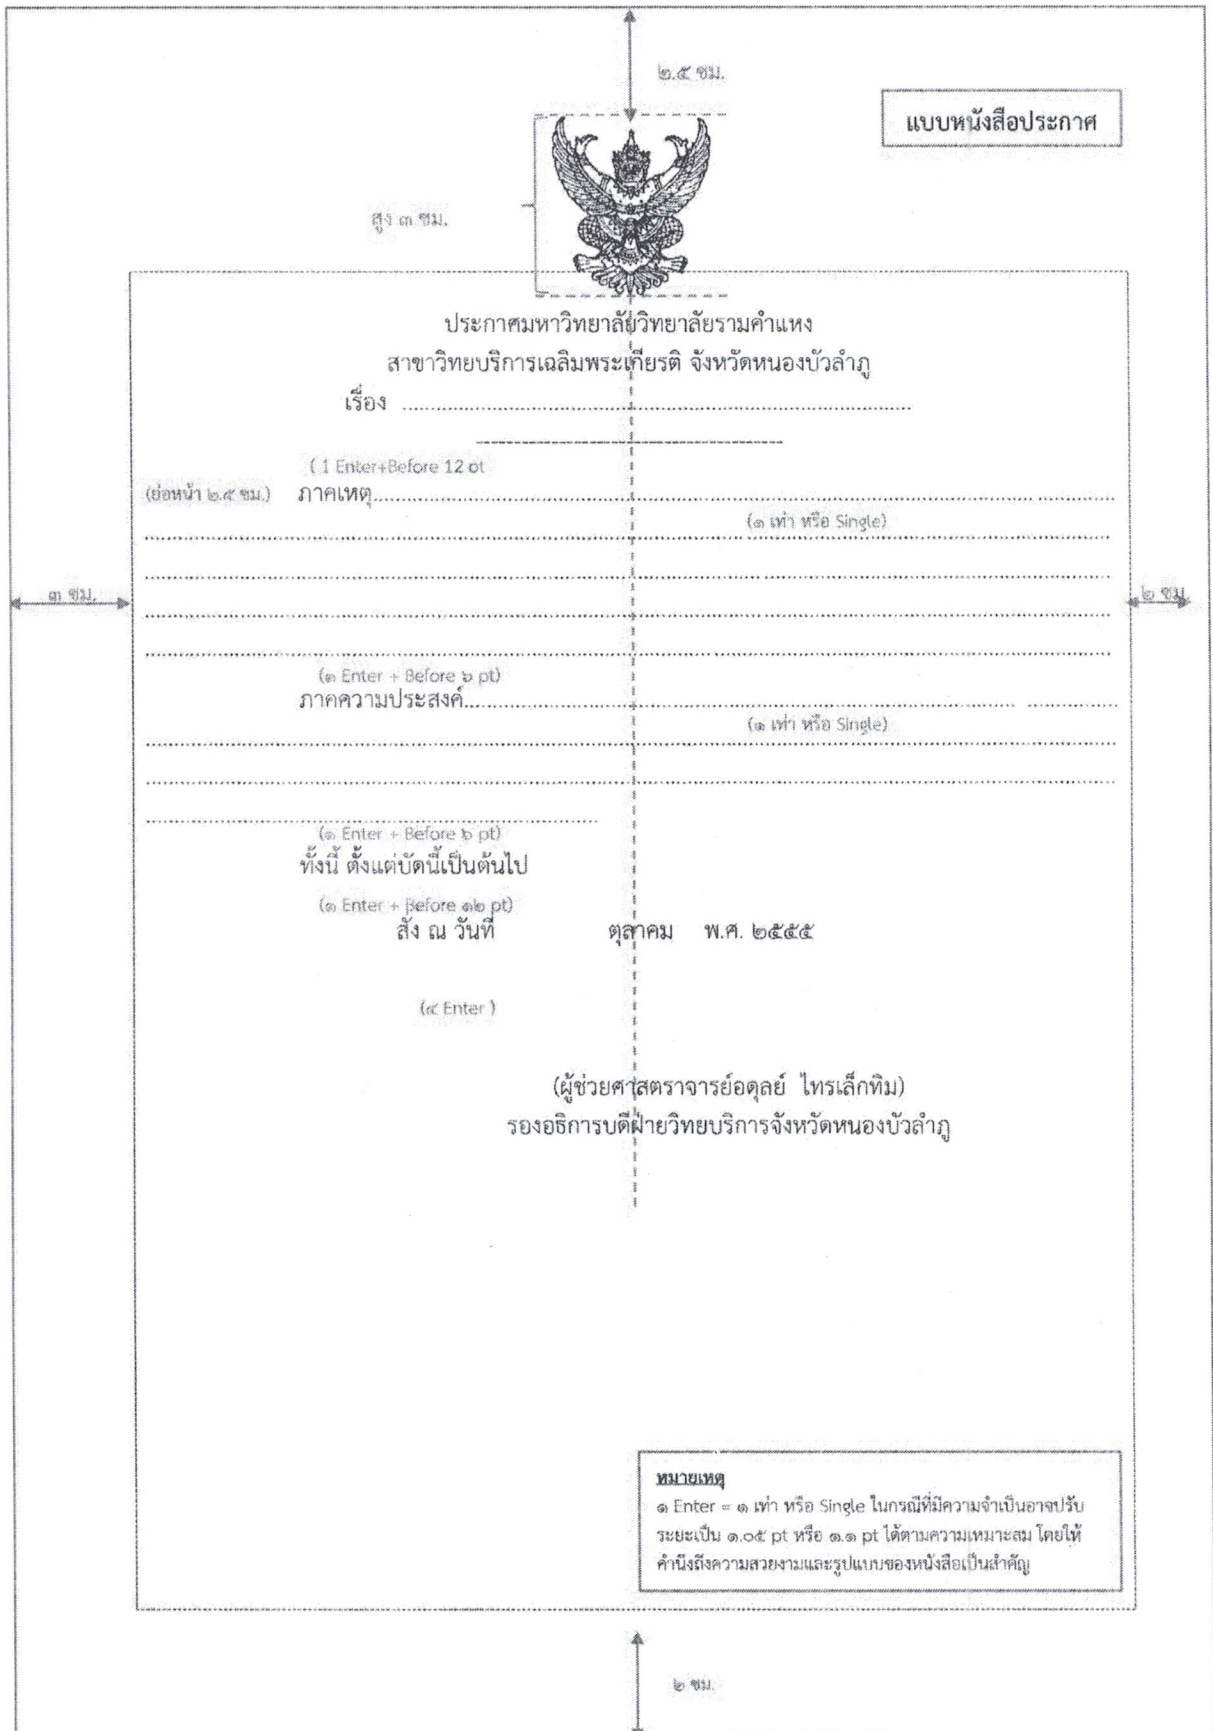 ๒.๕ ซม.
แบบหนังสือประกาศ
สูง ๓ ซม.
ประกาศมหาวิทยาลัยวิทยาลัยรามคำแหง
สาขาวิทยบริการเฉลิมพระเกียรติ จังหวัดหนองบัวลำภู
เรื่อง ........................................................................
-----------------------------------------------
( 1 Enter+Before 12 pt
(ย่อหน้า ๒.๕ ซม.) ภาคเหตุ........................................................................
(๑ เท่า หรือ Single)
๓ ซม.
๒ ซม.
(๑ Enter + Before ๖ pt)
ภาคความประสงค์........................................................................
(๑ เท่า หรือ Single)
(๑ Enter + Before ๖ pt)
ทั้งนี้ ตั้งแต่บัดนี้เป็นต้นไป
(๑ Enter + Before ๑๒ pt)
สั่ง ณ วันที่ ตุลาคม พ.ศ. ๒๕๕๕
(๔ Enter )
(ผู้ช่วยศาสตราจารย์อดุลย์ ไทรเล็กทิม)
รองอธิการบดีฝ่ายวิทยบริการจังหวัดหนองบัวลำภู
หมายเหตุ
๑ Enter = ๑ เท่า หรือ Single ในกรณีที่มีความจำเป็นอาจปรับ
ระยะเป็น ๑.๐๕ pt หรือ ๑.๑ pt ได้ตามความเหมาะสม โดยให้
คำนึงถึงความสวยงามและรูปแบบของหนังสือเป็นสำคัญ
๒ ซม.